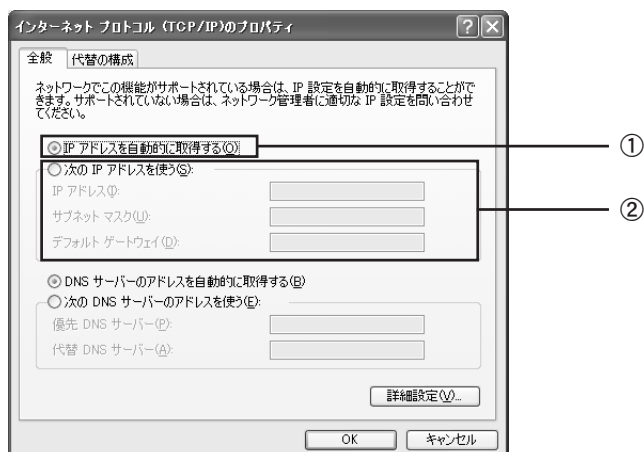 インターネット プロトコル (TCP/IP)のプロパティ
全般 代替の構成
ネットワークでこの機能がサポートされている場合は、IP 設定を自動的に取得することがで
きます。サポートされていない場合は、ネットワーク管理者に適切な IP 設定を問い合わせ
てください。
IP アドレスを自動的に取得する(O) ①
次の IP アドレスを使う(S):
IP アドレス(I):
サブネット マスク(U): ②
デフォルト ゲートウェイ(D):
DNS サーバーのアドレスを自動的に取得する(B)
次の DNS サーバーのアドレスを使う(E):
優先 DNS サーバー(P):
代替 DNS サーバー(A):
詳細設定(V)...
OK キャンセル